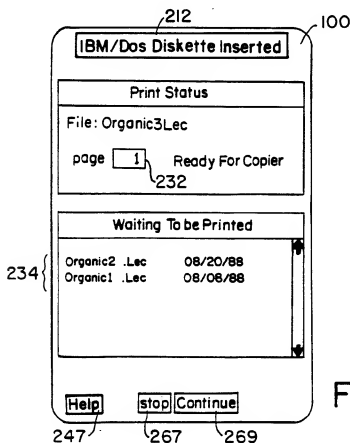 212
100
IBM/Dos Diskette Inserted
Print Status
File: Organic3Lec
page 1 Ready For Copier
232
Waiting To be Printed
234
Organic2 .Lec 08/20/88
Organic1 .Lec 08/06/88
Help stop Continue
247 267 269
F